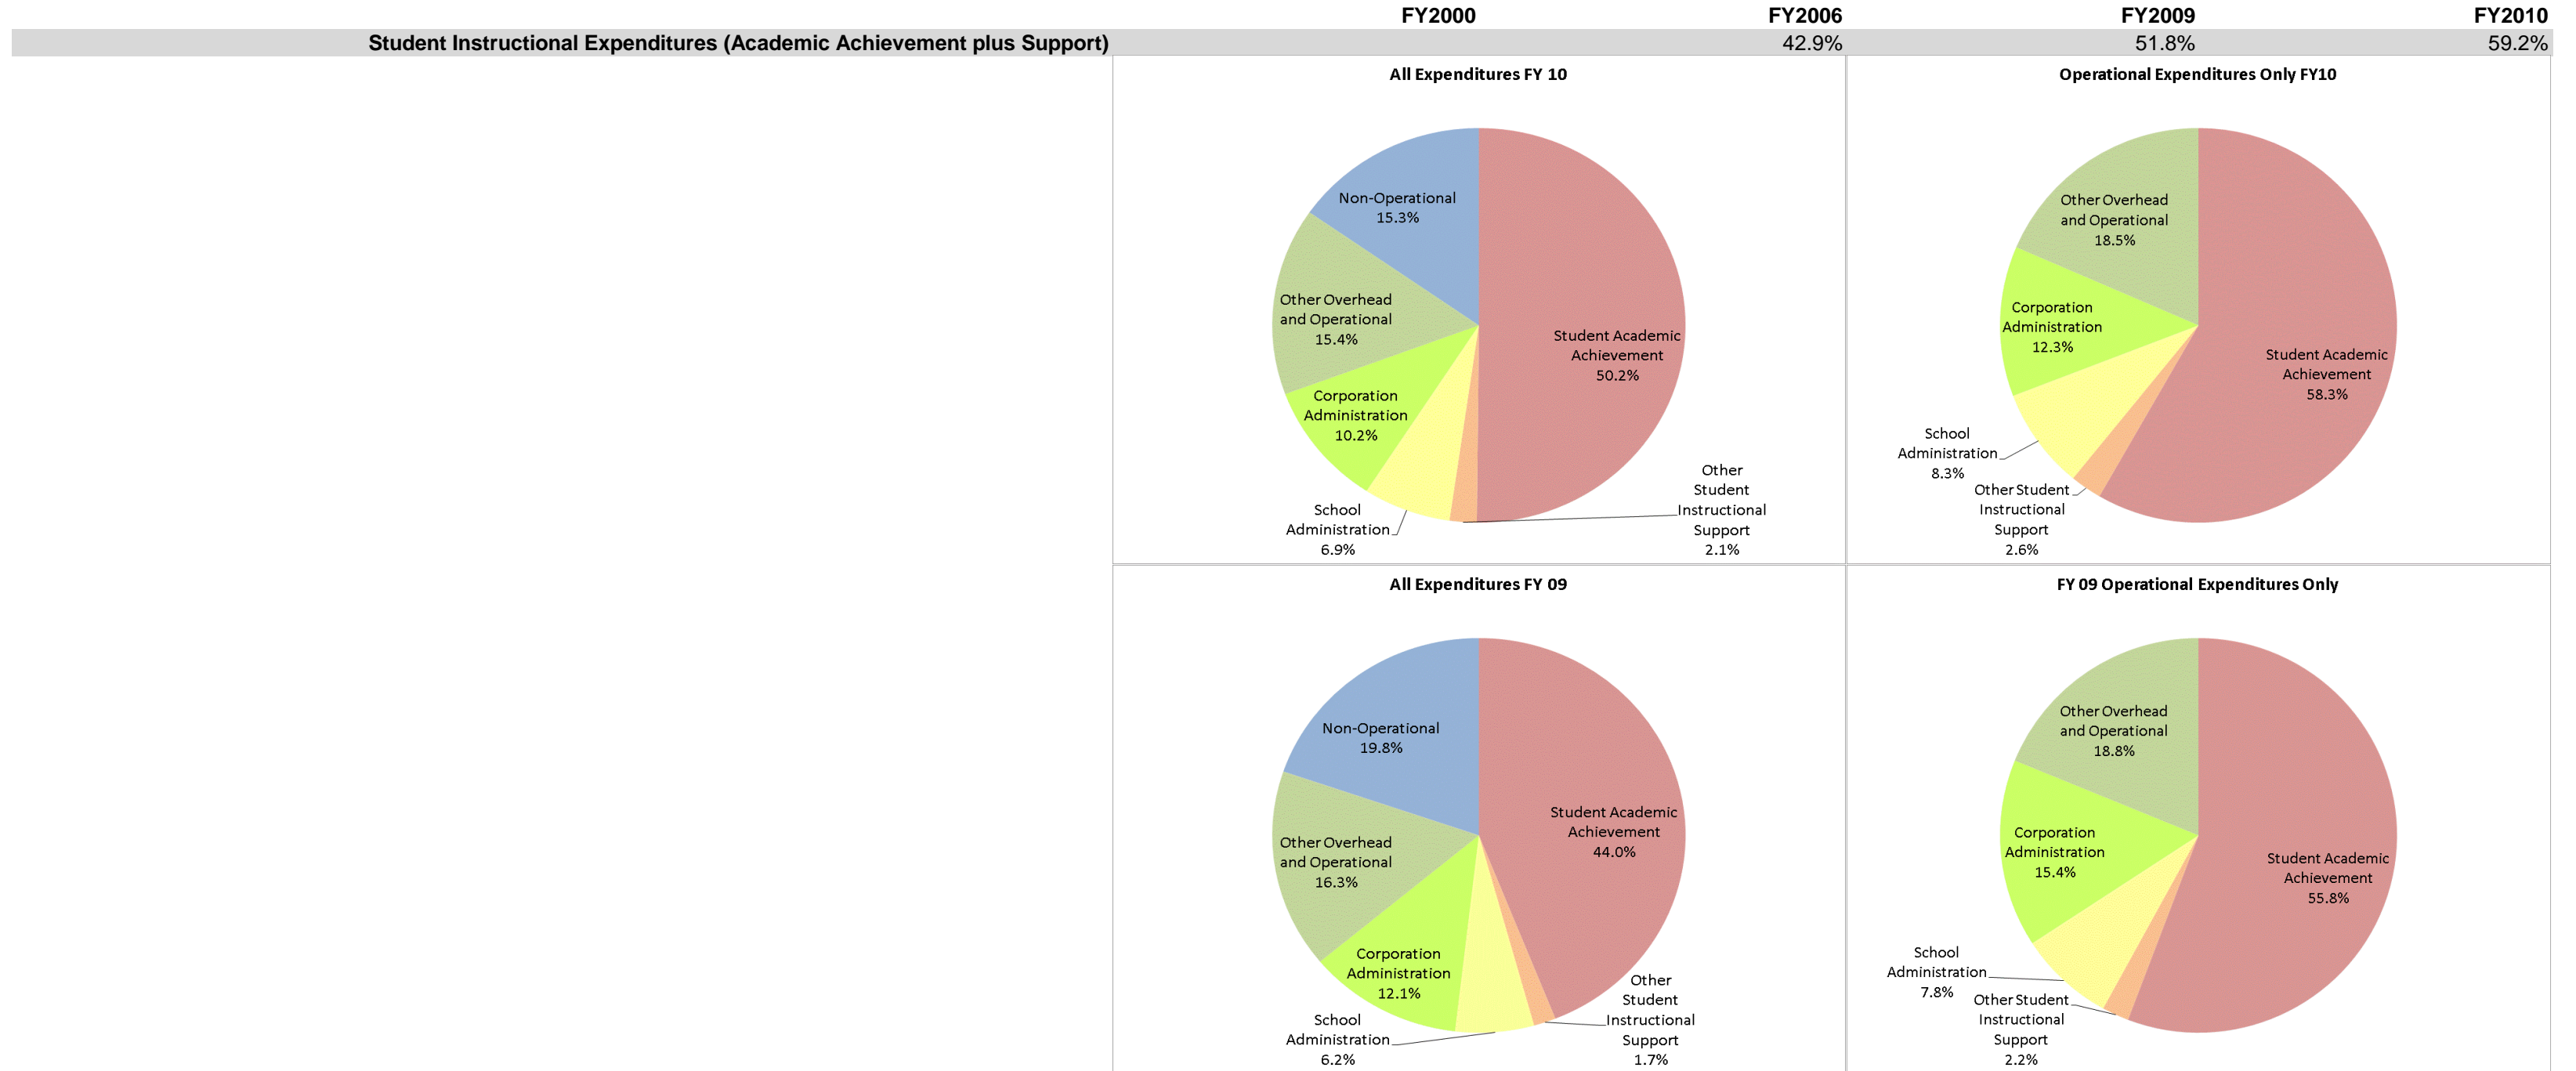 FY2000 FY2006 FY2009 FY2010
Student Instructional Expenditures (Academic Achievement plus Support) 42.9% 51.8% 59.2%
All Expenditures FY 10
Non-Operational
15.3%
Other Overhead
and Operational
15.4%
Corporation
Administration
10.2%
School
Administration
6.9%
Other
Student
Instructional
Support
2.1%
Student Academic
Achievement
50.2%
Operational Expenditures Only FY10
Other Overhead
and Operational
18.5%
Corporation
Administration
12.3%
School
Administration
8.3%
Other Student
Instructional
Support
2.6%
Student Academic
Achievement
58.3%
All Expenditures FY 09
Non-Operational
19.8%
Other Overhead
and Operational
16.3%
Corporation
Administration
12.1%
School
Administration
6.2%
Other
Student
Instructional
Support
1.7%
Student Academic
Achievement
44.0%
FY 09 Operational Expenditures Only
Other Overhead
and Operational
18.8%
Corporation
Administration
15.4%
School
Administration
7.8%
Other Student
Instructional
Support
2.2%
Student Academic
Achievement
55.8%